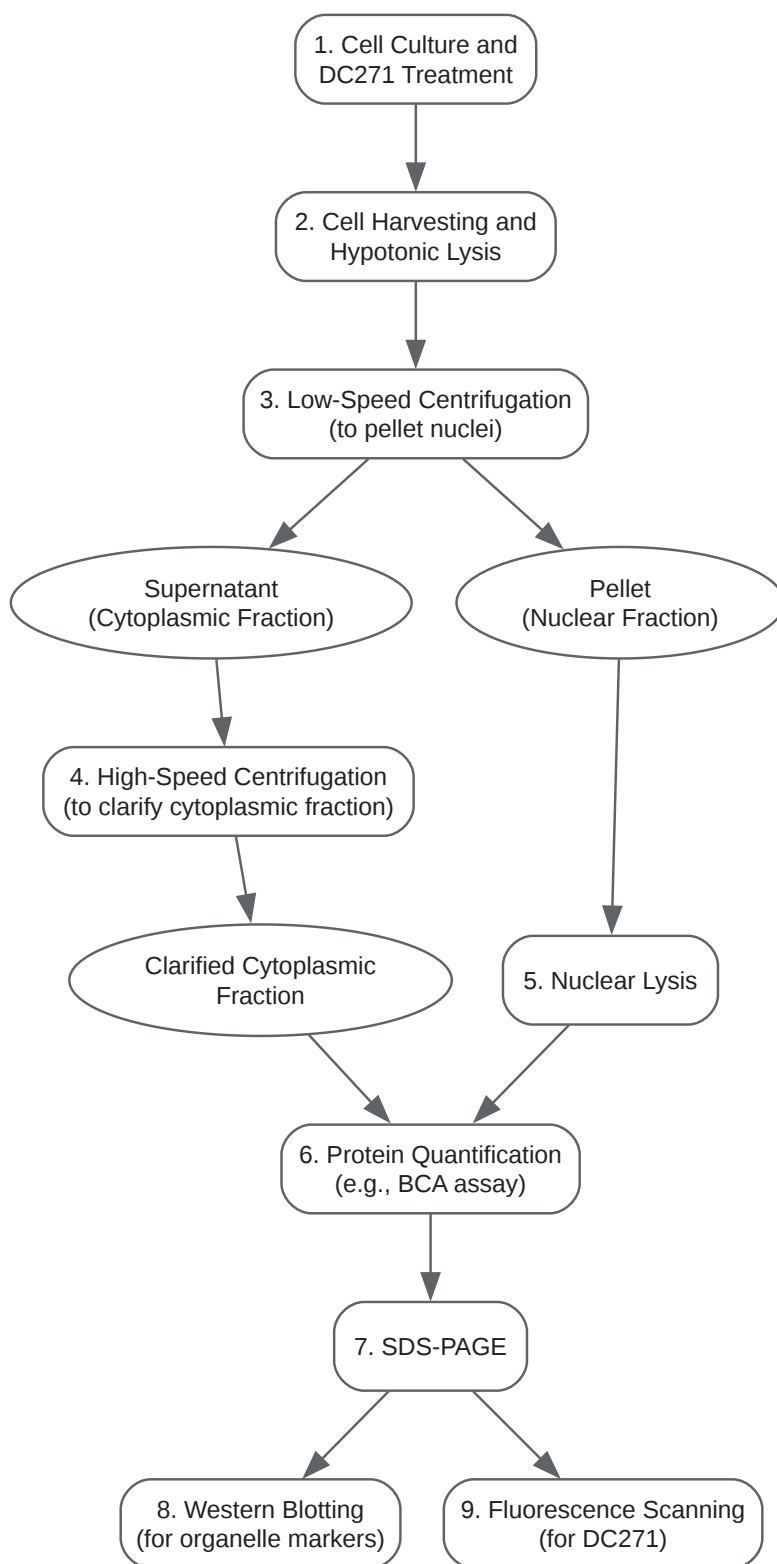 1. Cell Culture and
DC271 Treatment
2. Cell Harvesting and
Hypotonic Lysis
3. Low-Speed Centrifugation
(to pellet nuclei)
Supernatant
(Cytoplasmic Fraction)
Pellet
(Nuclear Fraction)
4. High-Speed Centrifugation
(to clarify cytoplasmic fraction)
Clarified Cytoplasmic
Fraction
5. Nuclear Lysis
6. Protein Quantification
(e.g., BCA assay)
7. SDS-PAGE
8. Western Blotting
(for organelle markers)
9. Fluorescence Scanning
(for DC271)